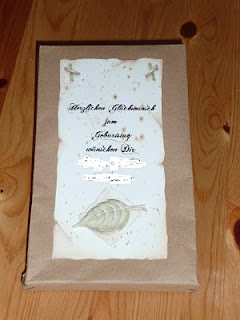 Herzlichen Glückwunsch
zum
Geburtstag
wünschen Dir